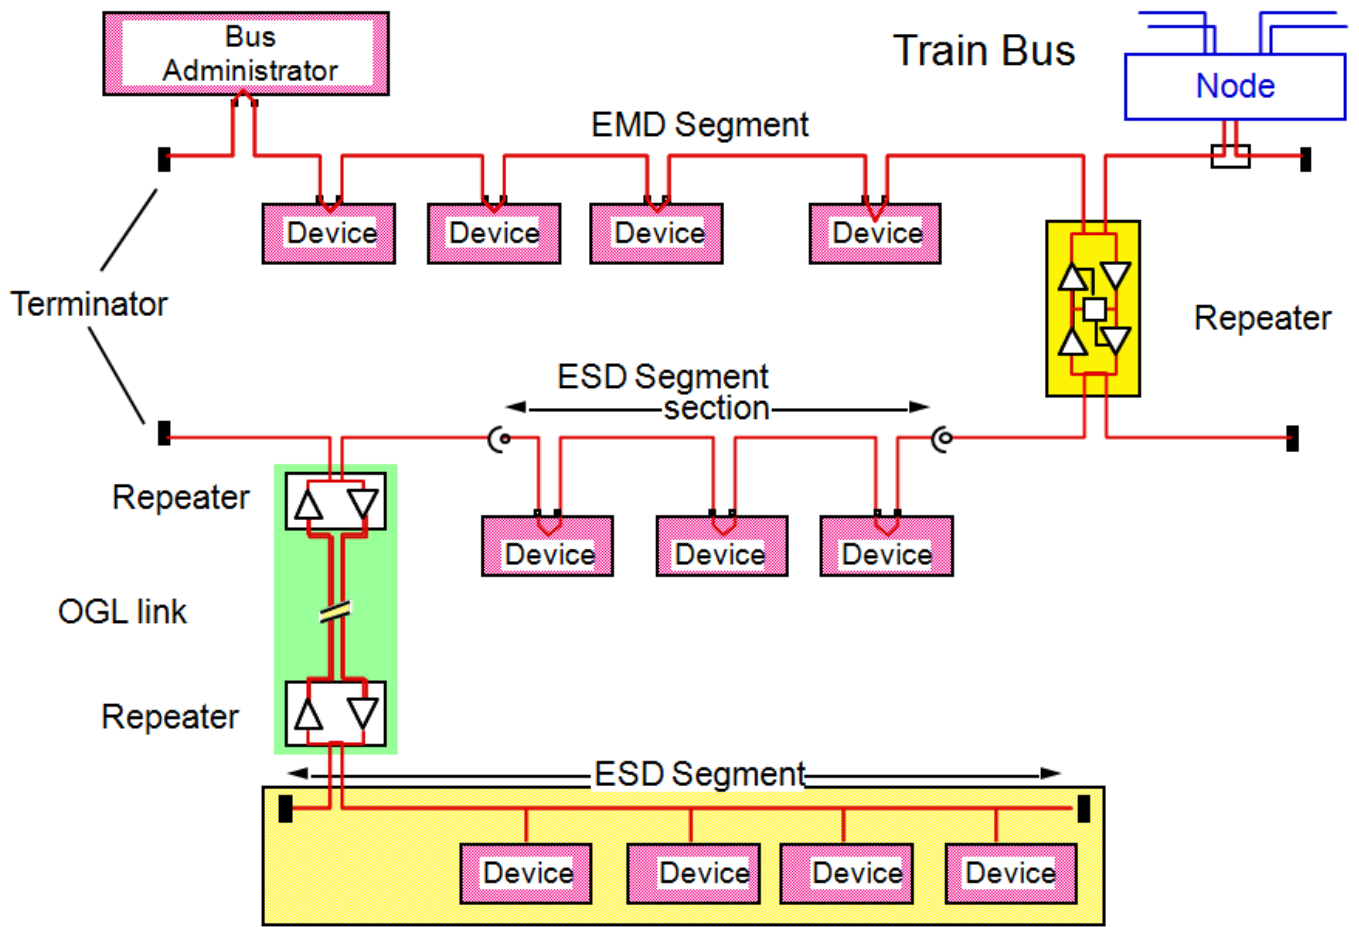 Bus
Administrator
Train Bus
Node
EMD Segment
Device
Device
Device
Device
Terminator
Repeater
ESD Segment
section
Repeater
Device
Device
Device
OGL link
Repeater
ESD Segment
Device
Device
Device
Device